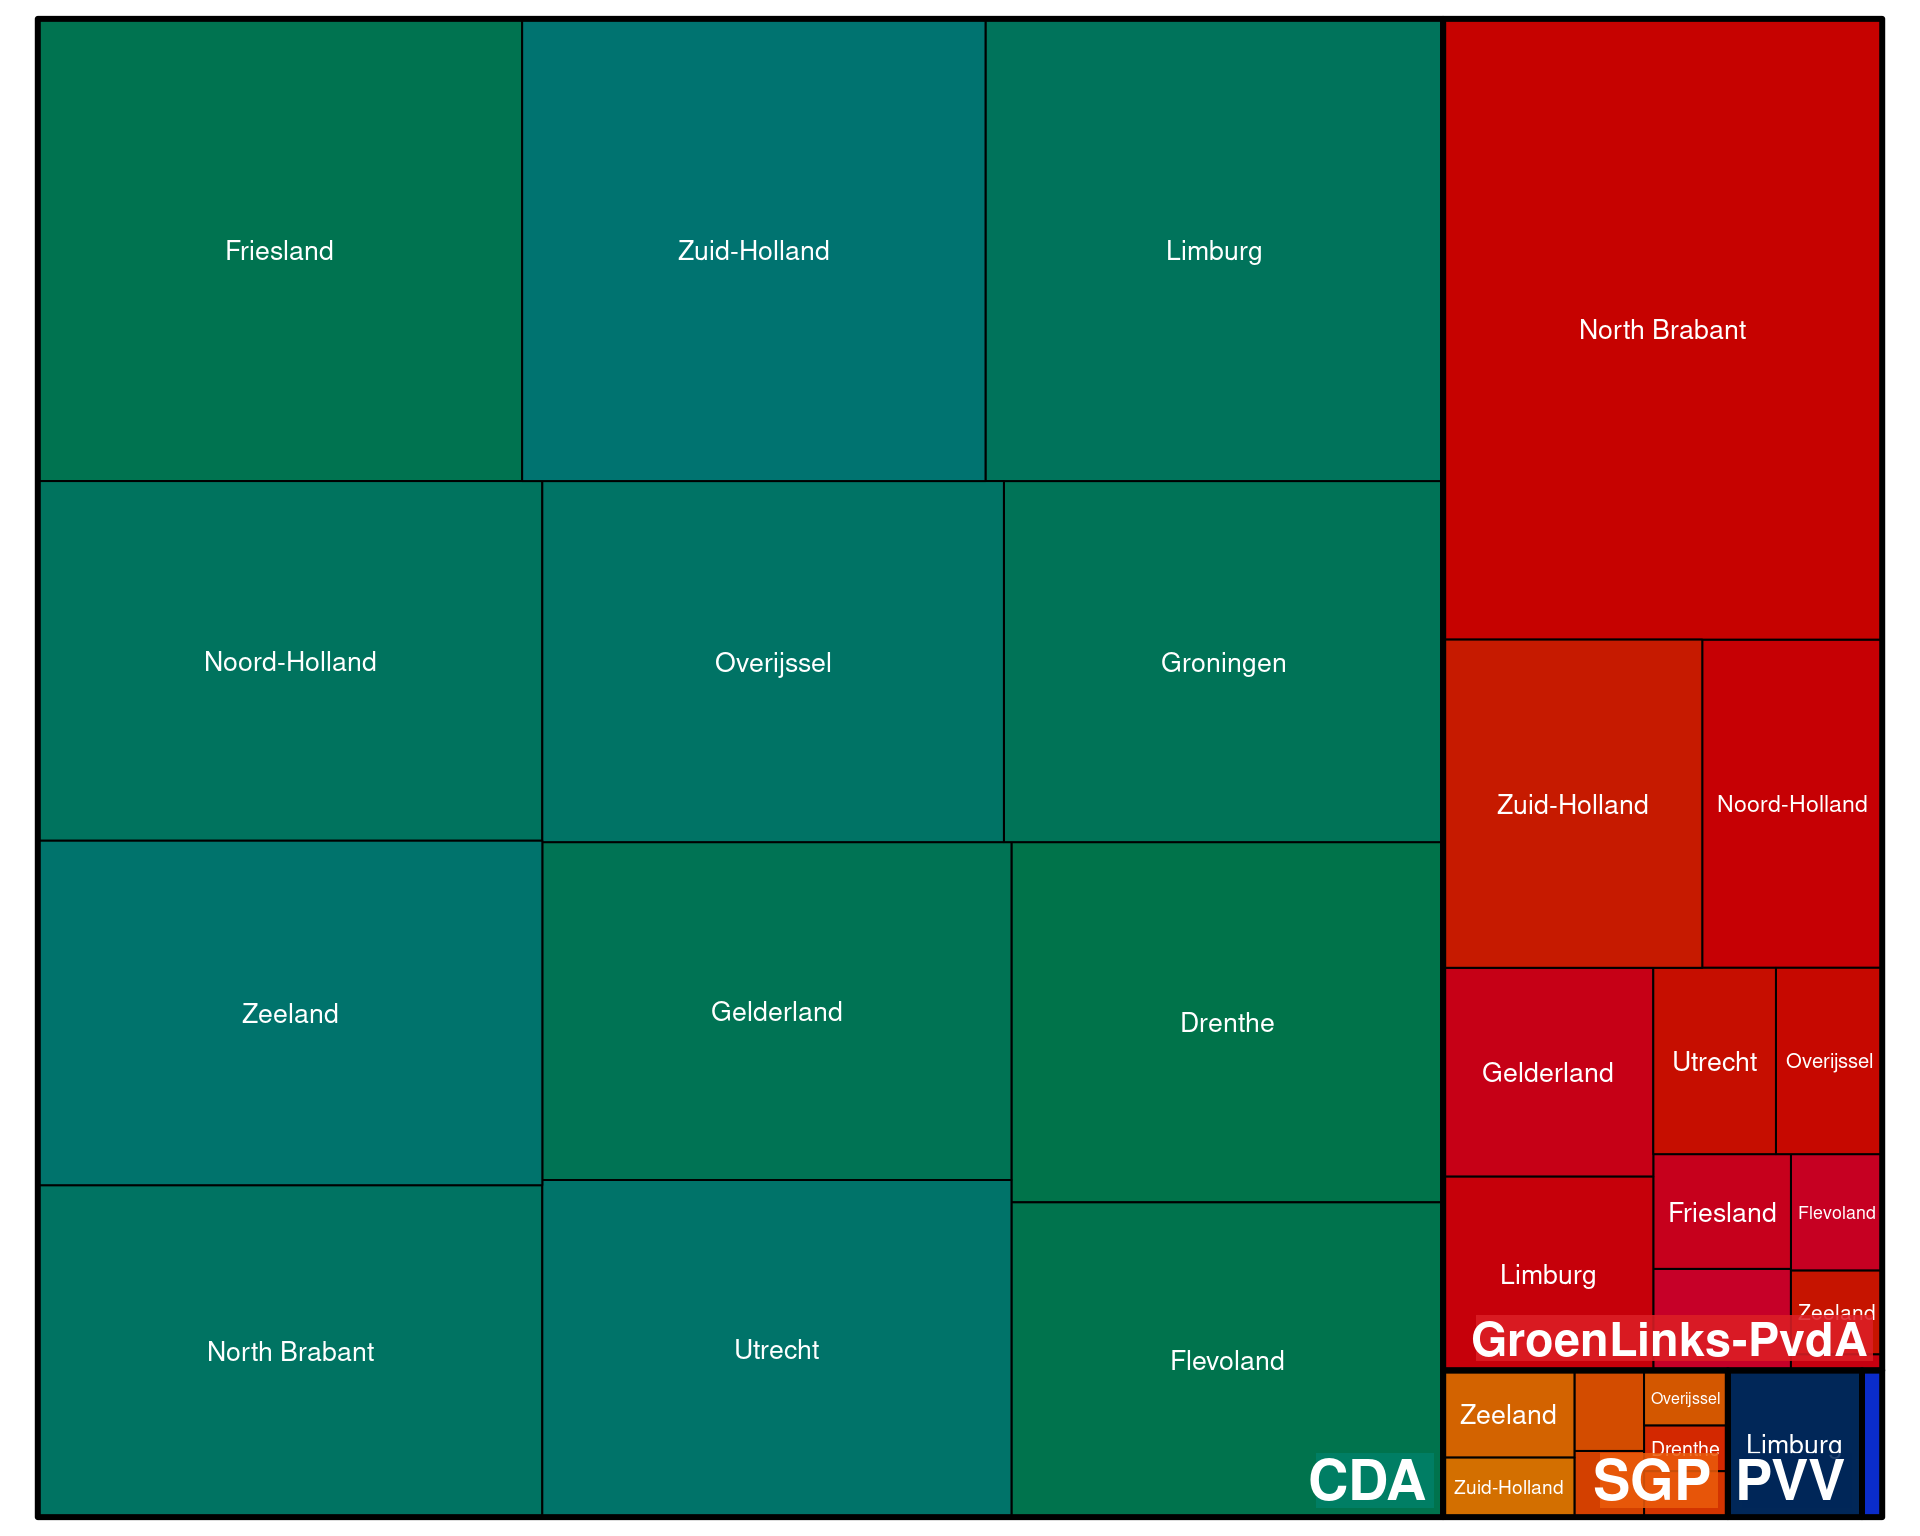 Friesland
Zuid-Holland
Limburg
North Brabant
Noord-Holland
Overijssel
Groningen
Zuid-Holland
Noord-Holland
Zeeland
Gelderland
Drenthe
Gelderland
Utrecht
Overijssel
Friesland
Flevoland
Limburg
Zeeland
GroenLinks-PvdA
North Brabant
Utrecht
Flevoland
CDA
Zeeland
Overijssel
Drenthe
Zuid-Holland
SGP
Limburg
PVV